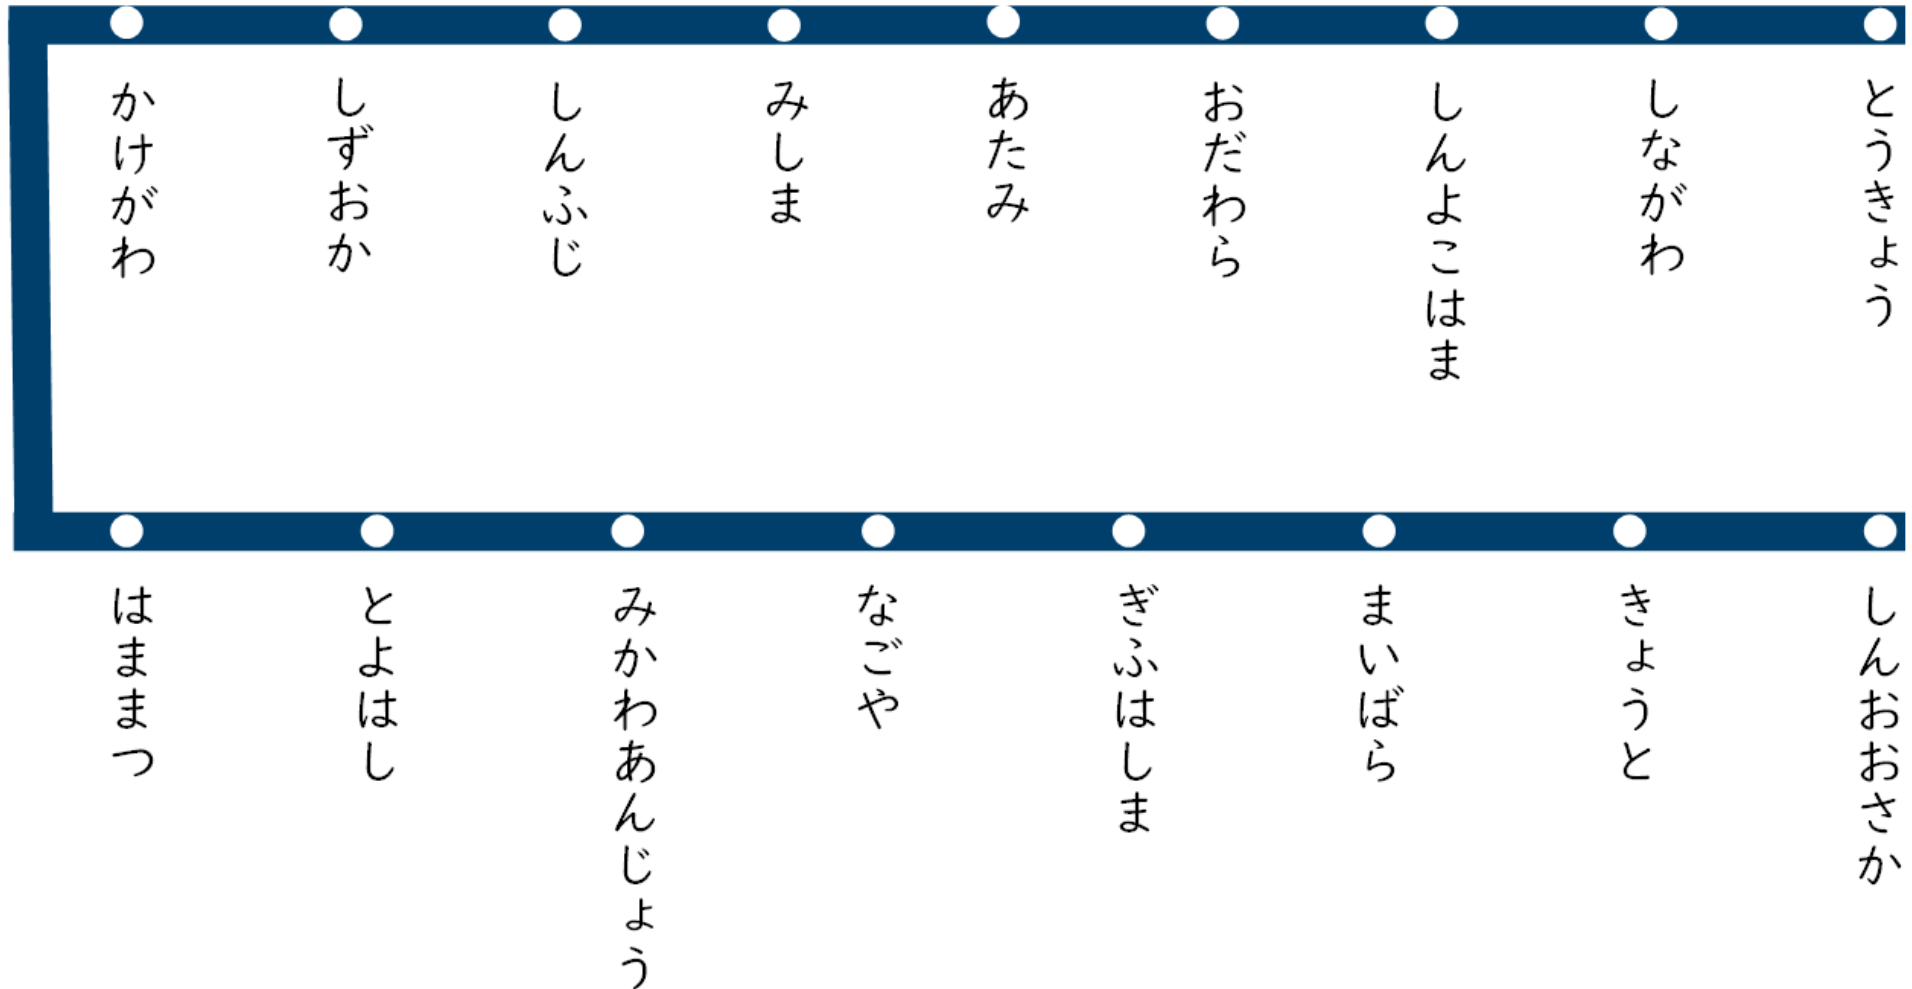 とうきょう
しながわ
しんよこはま
おだわら
あたみ
みしま
しんふじ
しずおか
かけがわ
はままつ
とよはし
みかわあんじょう
なごや
ぎふはしま
まいばら
きょうと
しんおおさか